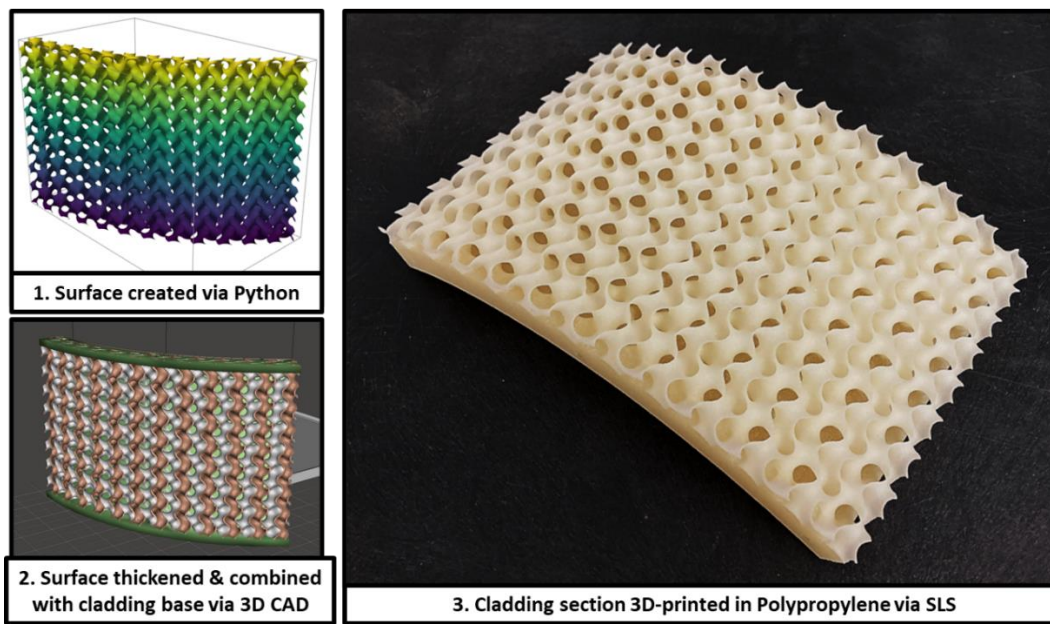 1. Surface created via Python
2. Surface thickened & combined
with cladding base via 3D CAD
3. Cladding section 3D-printed in Polypropylene via SLS